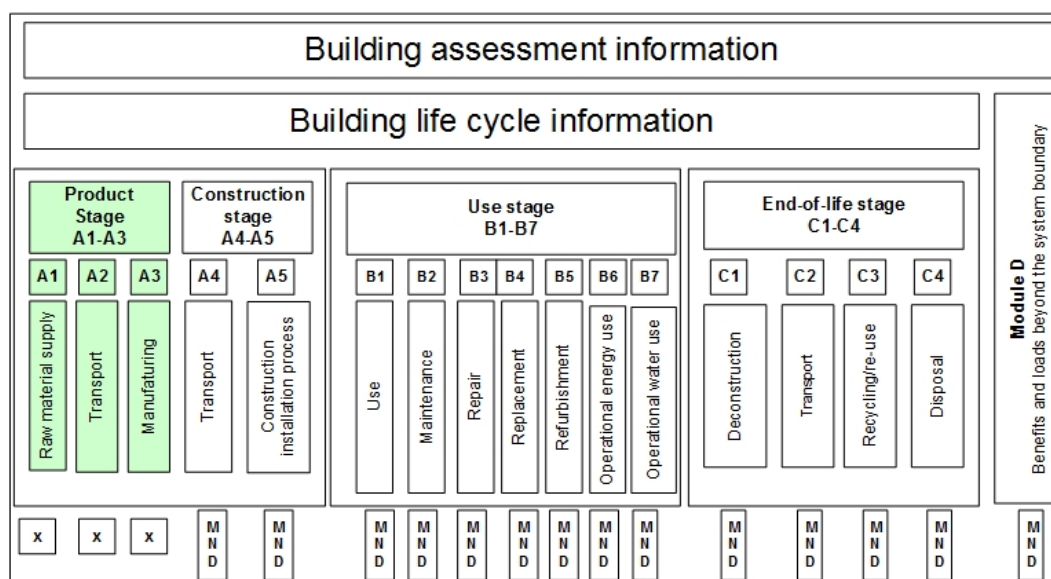 Building assessment information
Building life cycle information
Product
Stage
A1-A3
Construction
stage
A4-A5
Use stage
B1-B7
End-of-life stage
C1-C4
A1
A2
A3
A4
A5
B1
B2
B3
B4
B5
B6
B7
C1
C2
C3
C4
Raw material supply
Transport
Manufaturing
Transport
Construction
installation process
Use
Maintenance
Repair
Replacement
Refurbishment
Operational energy use
Operational water use
Deconstruction
Transport
Recycling/re-use
Disposal
Module D
Benefits and loads beyond the system boundary
x
x
x
MND
MND
MND
MND
MND
MND
MND
MND
MND
MND
MND
MND
MND
MND